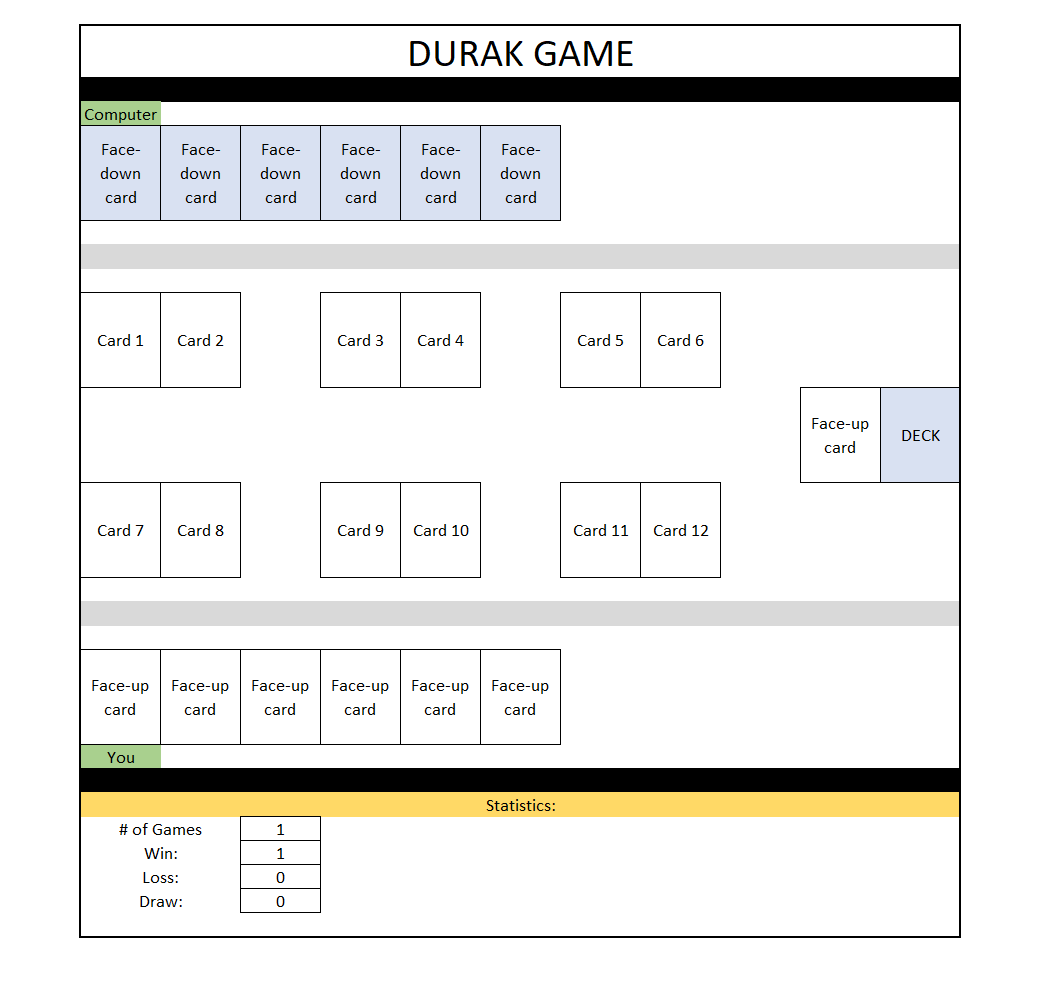 DURAK GAME
Computer
Face-down card
Face-down card
Face-down card
Face-down card
Face-down card
Face-down card
Card 1
Card 2
Card 3
Card 4
Card 5
Card 6
Face-up card
DECK
Card 7
Card 8
Card 9
Card 10
Card 11
Card 12
Face-up card
Face-up card
Face-up card
Face-up card
Face-up card
Face-up card
You
Statistics:
# of Games 1
Win: 1
Loss: 0
Draw: 0